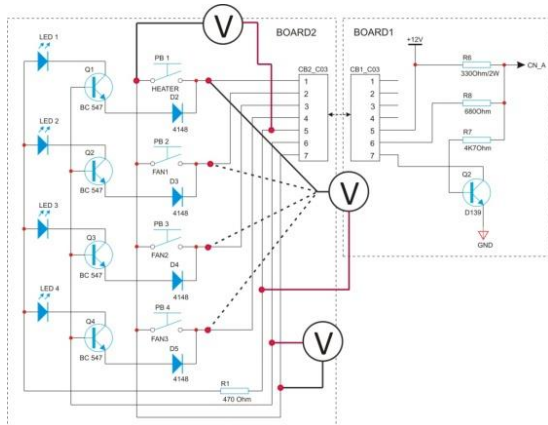 LED 1
Q1
BC 547
PB 1
HEATER
D2
4148
V
BOARD2
CB2_C03
1
2
3
4
5
6
7
BOARD1
CB1_C03
1
2
3
4
5
6
7
+12V
R6
330Ohm/2W
CN_A
R8
680Ohm
R7
4K7Ohm
Q2
D139
GND
LED 2
Q2
BC 547
PB 2
FAN1
D3
4148
V
LED 3
Q3
BC 547
PB 3
FAN2
D4
4148
LED 4
Q4
BC 547
PB 4
FAN3
D5
4148
V
R1
470 Ohm